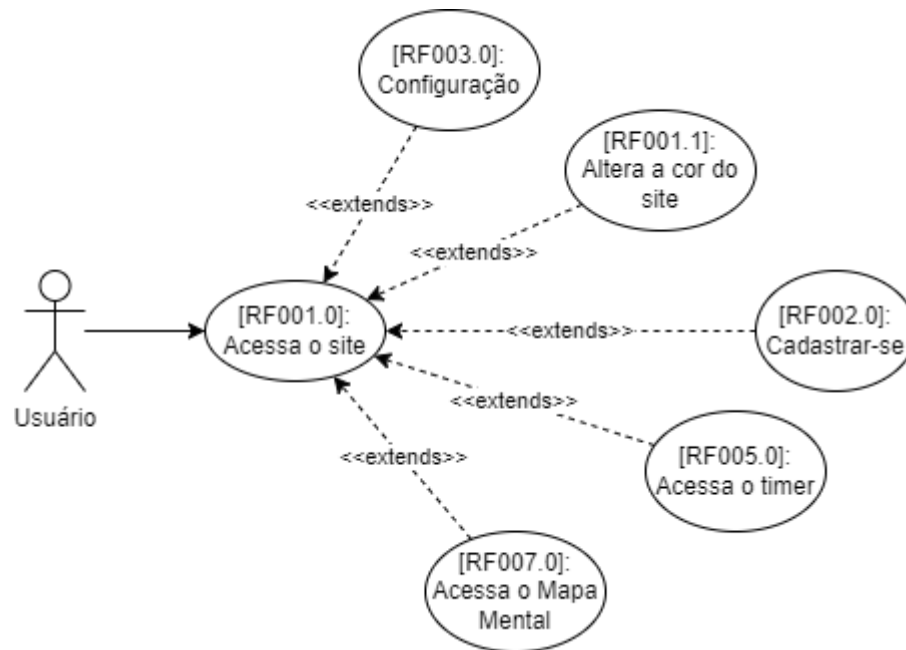 [RF003.0]:
Configuração
[RF001.1]:
Altera a cor do
site
<<extends>>
<<extends>>
[RF001.0]:
Acessa o site
<<extends>>
[RF002.0]:
Cadastrar-se
Usuário
<<extends>>
[RF005.0]:
Acessa o timer
<<extends>>
[RF007.0]:
Acessa o Mapa
Mental